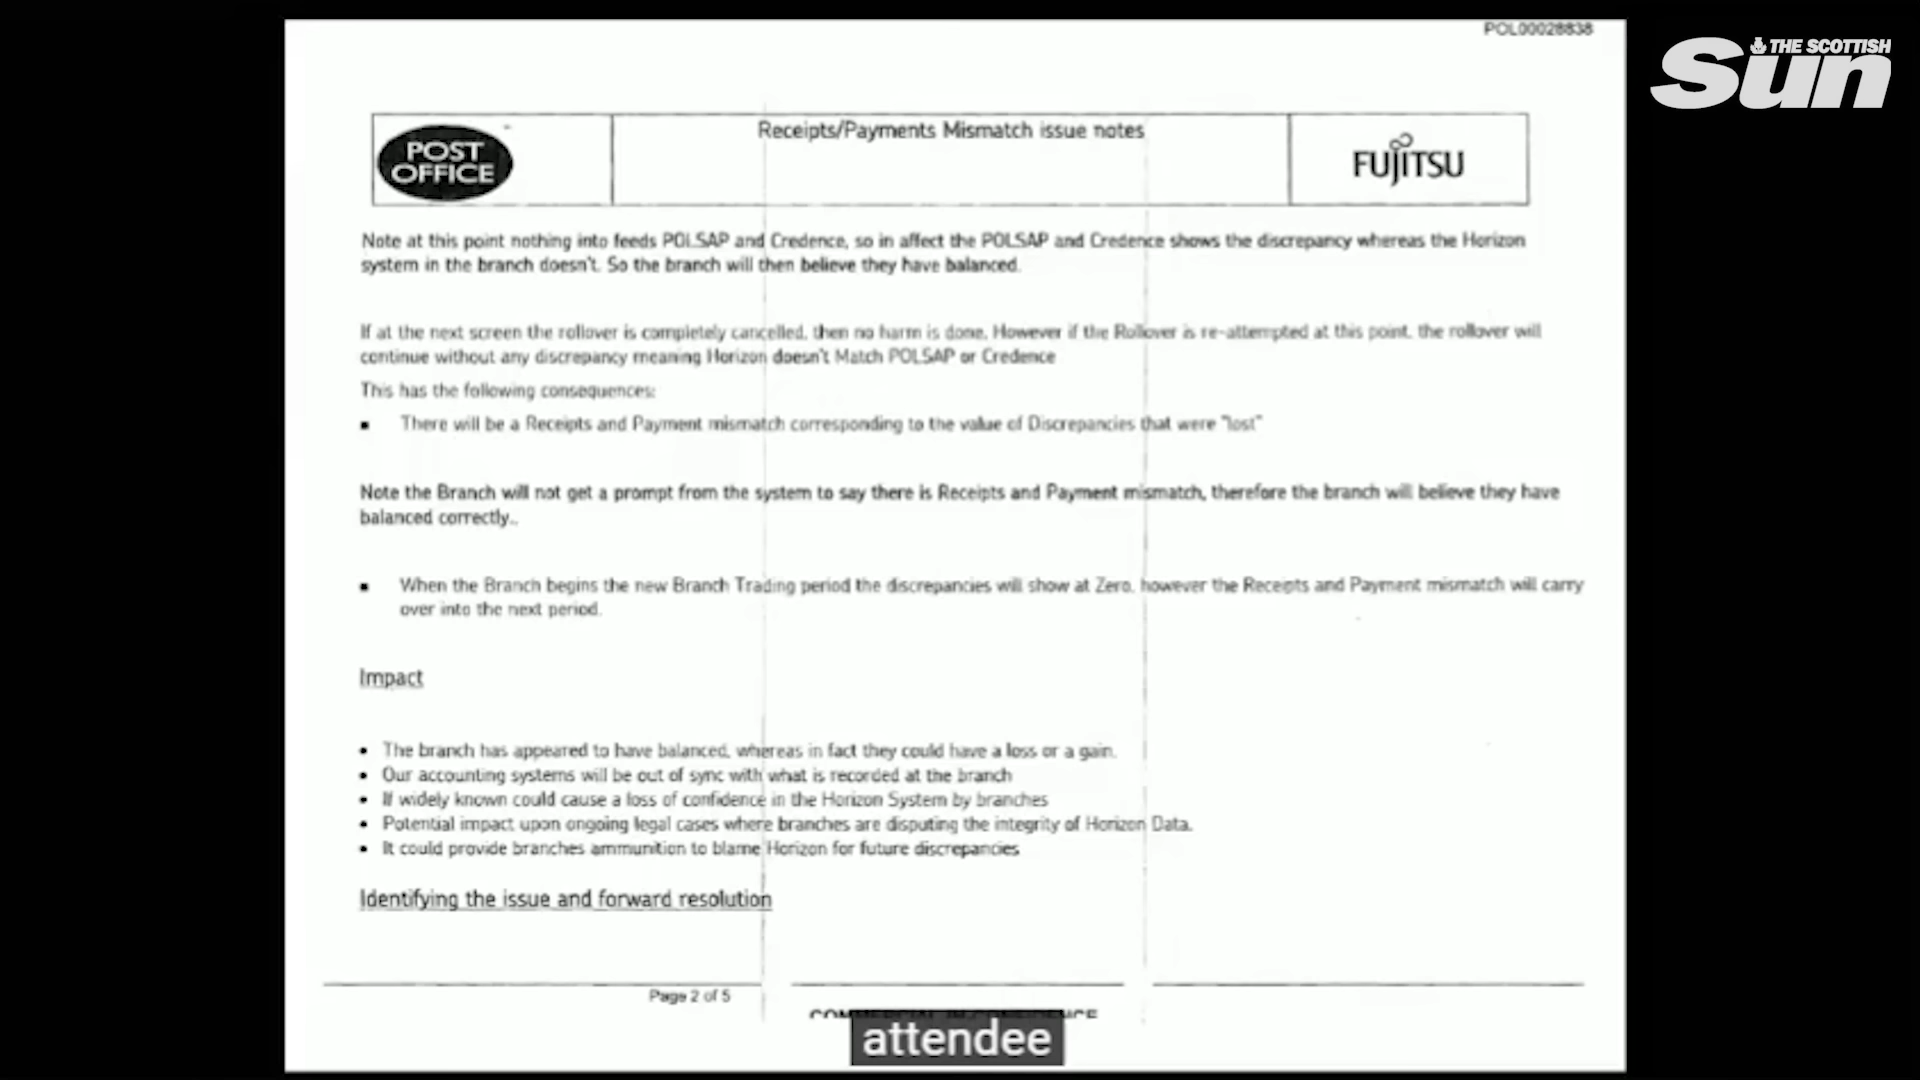 POL00028838
THE SCOTTISH
Sun
POST
OFFICE
Receipts/Payments Mismatch issue notes
FUJITSU
Note at this point nothing into feeds POLSAP and Credence, so in affect the POLSAP and Credence shows the discrepancy whereas the Horizon
system in the branch doesn't. So the branch will then believe they have balanced.
If at the next screen the rollover is completely cancelled, then no harm is done. However if the Rollover is re-attempted at this point, the rollover will
continue without any discrepancy meaning Horizon doesn't Match POLSAP or Credence
This has the following consequences:
▪ There will be a Receipts and Payment mismatch corresponding to the value of Discrepancies that were "lost"
Note the Branch will not get a prompt from the system to say there is Receipts and Payment mismatch, therefore the branch will believe they have
balanced correctly..
▪ When the Branch begins the new Branch Trading period the discrepancies will show at Zero, however the Receipts and Payment mismatch will carry
over into the next period.
Impact
• The branch has appeared to have balanced, whereas in fact they could have a loss or a gain.
• Our accounting systems will be out of sync with what is recorded at the branch
• If widely known could cause a loss of confidence in the Horizon System by branches
• Potential impact upon ongoing legal cases where branches are disputing the integrity of Horizon Data.
• It could provide branches ammunition to blame Horizon for future discrepancies
Identifying the issue and forward resolution
Page 2 of 5
COMMERCIAL IN CONFIDENCE
attendee